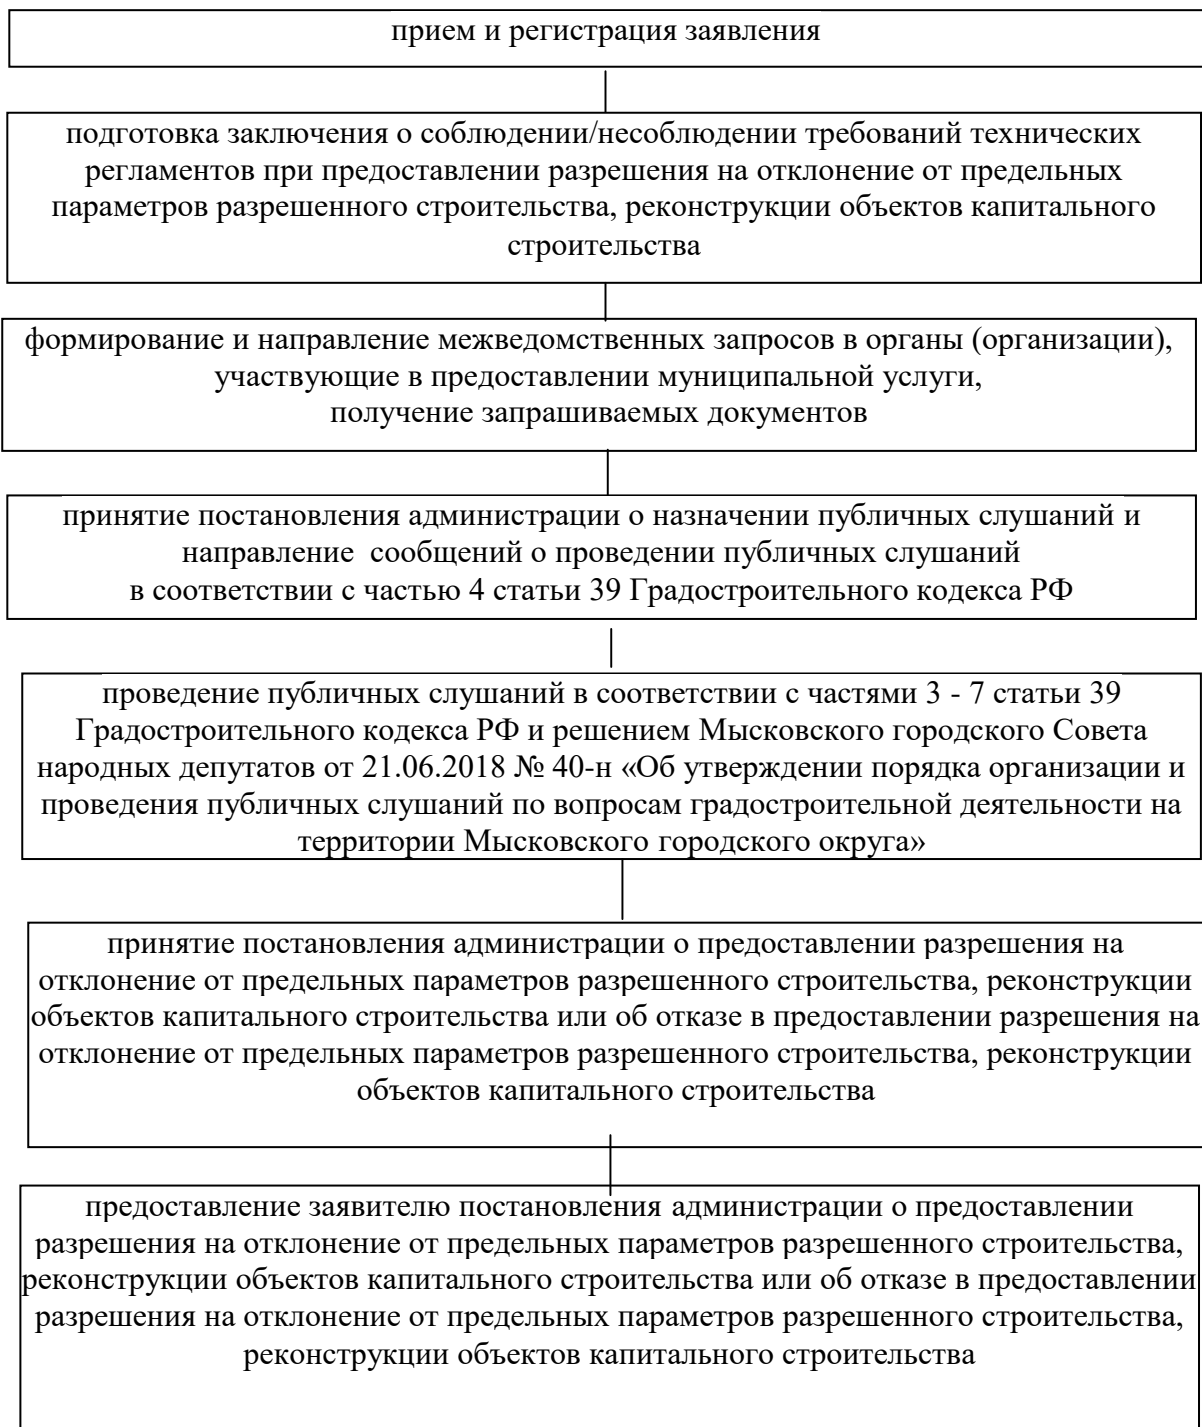 прием и регистрация заявления
подготовка заключения о соблюдении/несоблюдении требований технических
регламентов при предоставлении разрешения на отклонение от предельных
параметров разрешенного строительства, реконструкции объектов капитального
строительства
формирование и направление межведомственных запросов в органы (организации),
участвующие в предоставлении муниципальной услуги,
получение запрашиваемых документов
принятие постановления администрации о назначении публичных слушаний и
направление сообщений о проведении публичных слушаний
в соответствии с частью 4 статьи 39 Градостроительного кодекса РФ
проведение публичных слушаний в соответствии с частями 3 - 7 статьи 39
Градостроительного кодекса РФ и решением Мысковского городского Совета
народных депутатов от 21.06.2018 № 40-н «Об утверждении порядка организации и
проведения публичных слушаний по вопросам градостроительной деятельности на
территории Мысковского городского округа»
принятие постановления администрации о предоставлении разрешения на
отклонение от предельных параметров разрешенного строительства, реконструкции
объектов капитального строительства или об отказе в предоставлении разрешения на
отклонение от предельных параметров разрешенного строительства, реконструкции
объектов капитального строительства
предоставление заявителю постановления администрации о предоставлении
разрешения на отклонение от предельных параметров разрешенного строительства,
реконструкции объектов капитального строительства или об отказе в предоставлении
разрешения на отклонение от предельных параметров разрешенного строительства,
реконструкции объектов капитального строительства